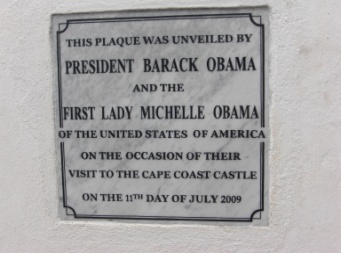 THIS PLAQUE WAS UNVEILED BY
PRESIDENT BARACK OBAMA
AND THE
FIRST LADY MICHELLE OBAMA
OF THE UNITED STATES OF AMERICA
ON THE OCCASION OF THEIR
VISIT TO THE CAPE COAST CASTLE
ON THE 11TH DAY OF JULY 2009